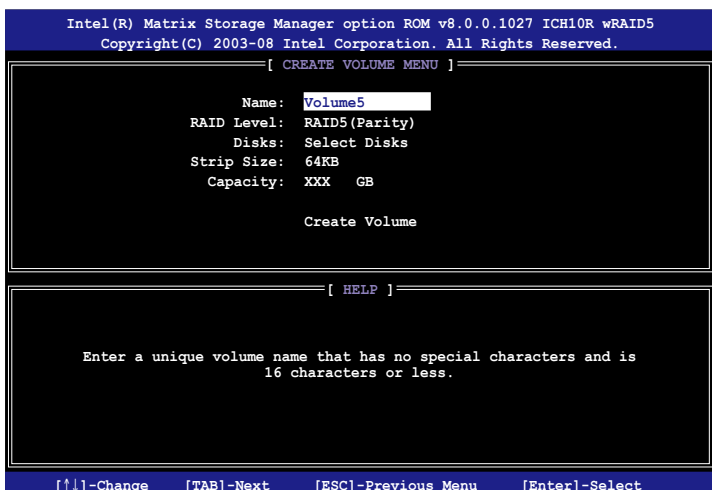 Intel(R) Matrix Storage Manager option ROM v8.0.0.1027 ICH10R wRAID5
Copyright(C) 2003-08 Intel Corporation. All Rights Reserved.
[ CREATE VOLUME MENU ]
Name: Volume5
RAID Level: RAID5(Parity)
Disks: Select Disks
Strip Size: 64KB
Capacity: XXX GB
Create Volume
[ HELP ]
Enter a unique volume name that has no special characters and is
16 characters or less.
[↑↓]-Change [TAB]-Next [ESC]-Previous Menu [Enter]-Select